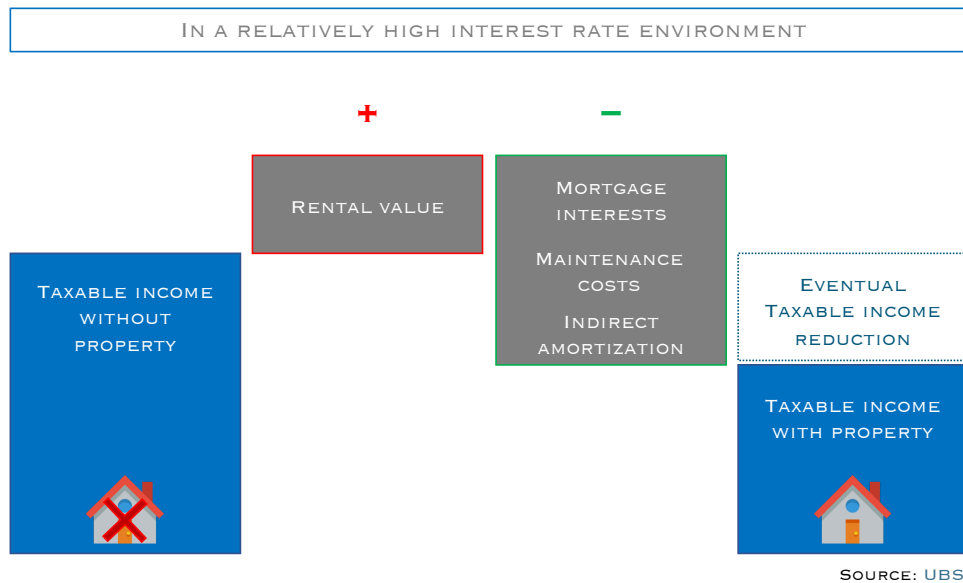 In a relatively high interest rate environment
+
−
Rental value
Mortgage
interests
Maintenance
costs
Indirect
amortization
Taxable income
without
property
Eventual
Taxable income
reduction
Taxable income
with property
Source: UBS